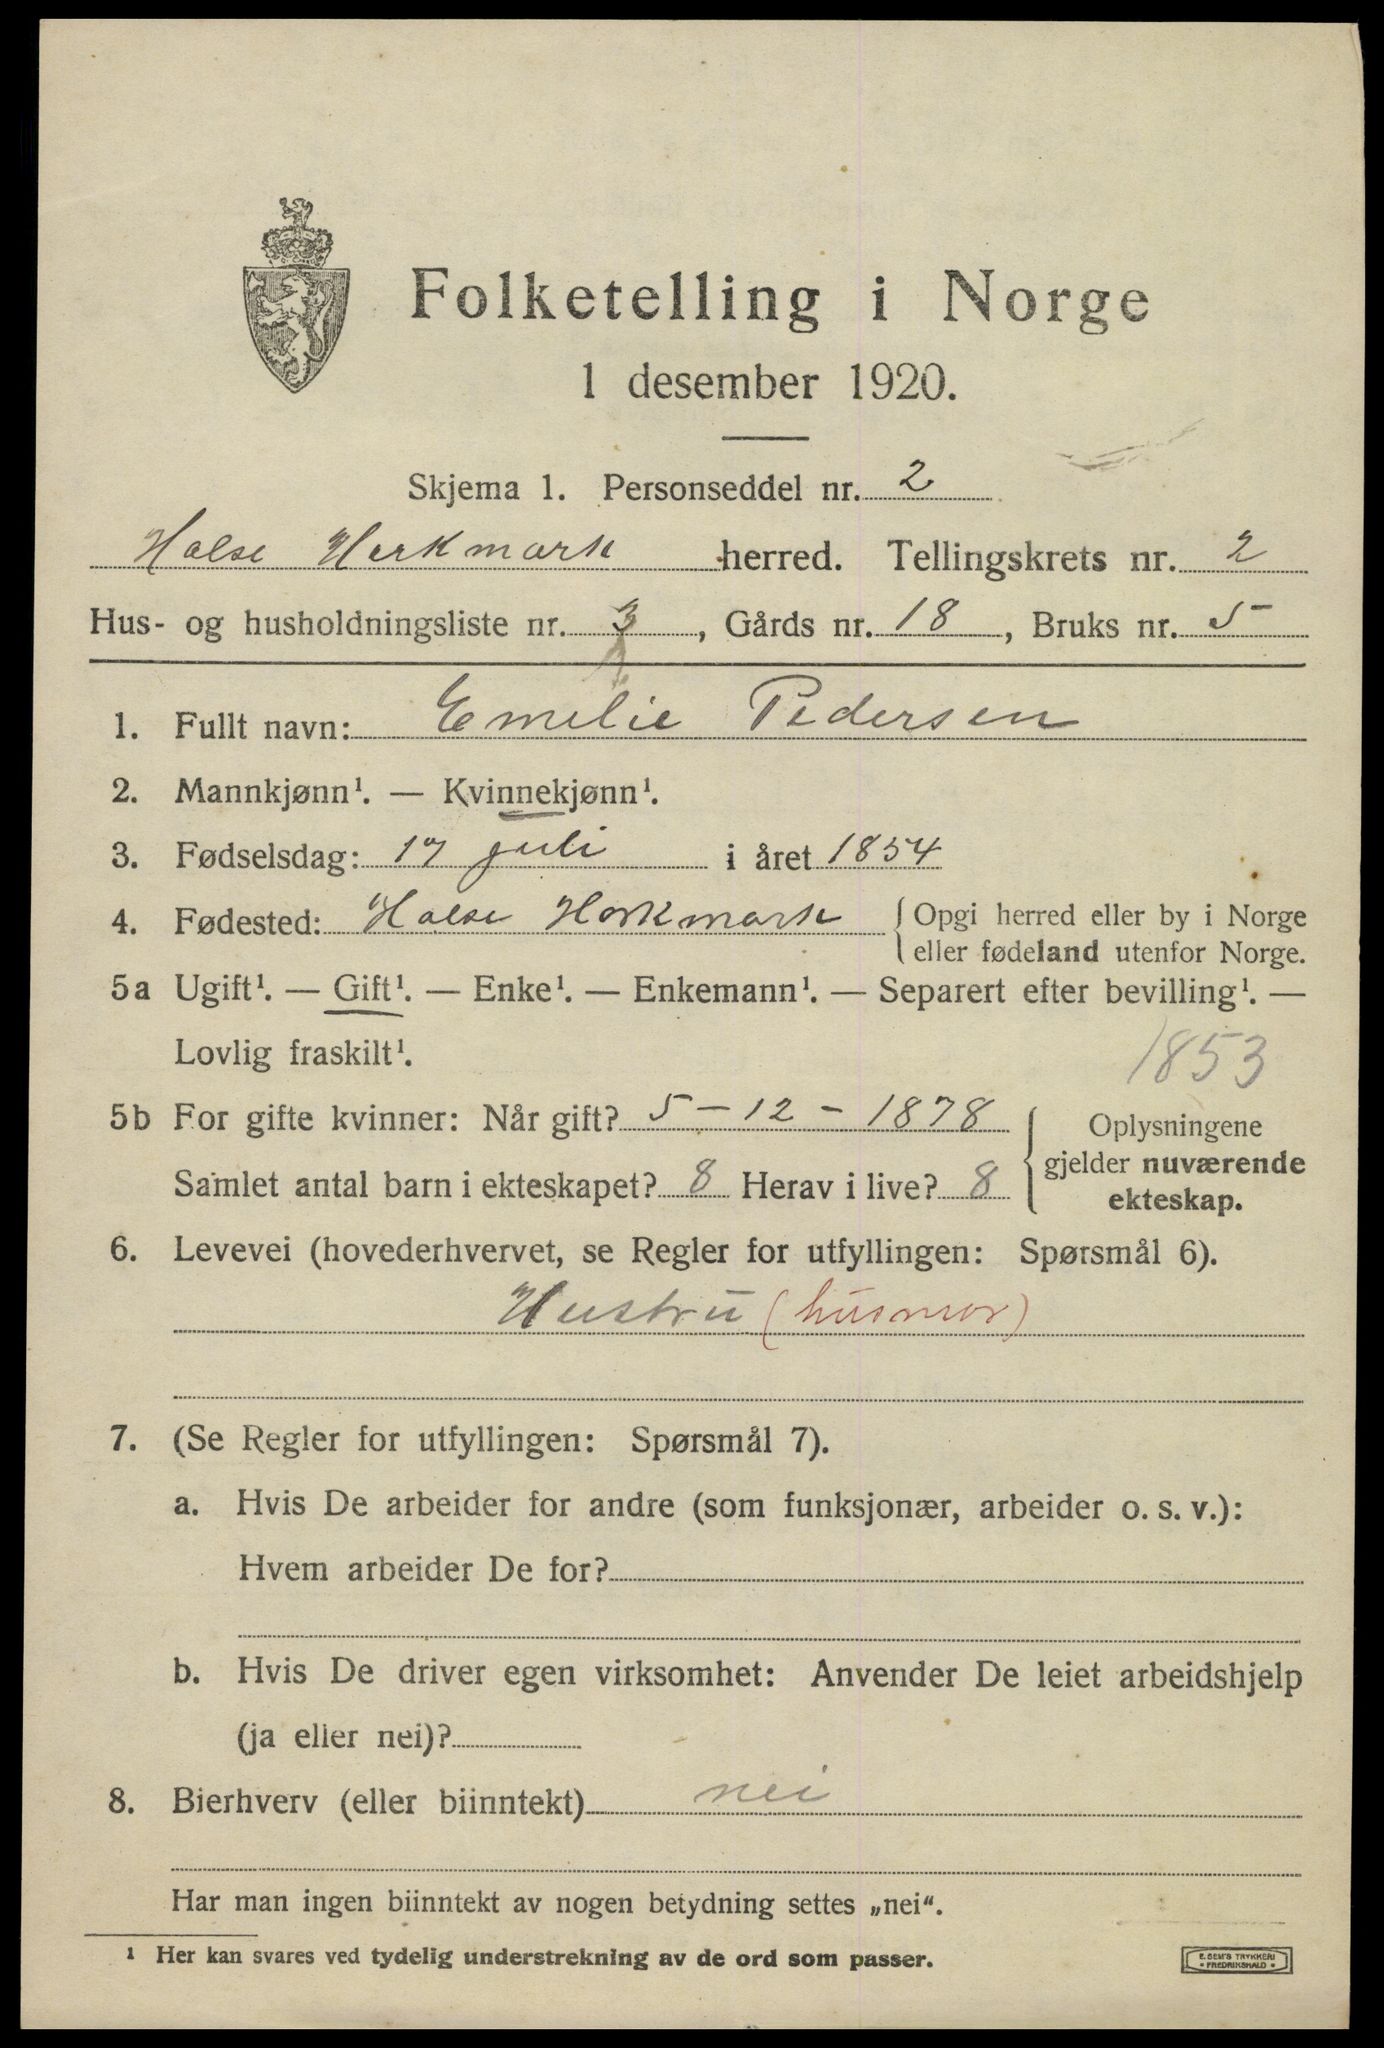 Folketelling i Norge
1 desember 1920.
Skjema 1. Personseddel nr. 2
Halse Harkmark herred. Tellingskrets nr. 2
Hus- og husholdningsliste nr. 3, Gårds nr. 18, Bruks nr. 5
1. Fullt navn: Emelie Pedersen
2. Mannkjønn¹. — Kvinnekjønn¹.
3. Fødselsdag: 17 juli i året 1854
4. Fødested: Halse Harkmark { Opgi herred eller by i Norge
eller fødeland utenfor Norge.
5a Ugift¹. — Gift¹. — Enke¹. — Enkemann¹. — Separert efter bevilling¹. —
Lovlig fraskilt¹. 1853
5b For gifte kvinner: Når gift? 5 - 12 - 1878 { Oplysningene
gjelder nuværende
ekteskap.
Samlet antal barn i ekteskapet? 8 Herav i live? 8
6. Levevei (hovederhvervet, se Regler for utfyllingen: Spørsmål 6).
Hustru (husmor)
7. (Se Regler for utfyllingen: Spørsmål 7).
a. Hvis De arbeider for andre (som funksjonær, arbeider o. s. v.):
Hvem arbeider De for?
b. Hvis De driver egen virksomhet: Anvender De leiet arbeidshjelp
(ja eller nei)?
8. Bierhverv (eller biinntekt) nei
Har man ingen biinntekt av nogen betydning settes „nei“.
¹ Her kan svares ved tydelig understrekning av de ord som passer.
E. SEM'S TRYKKERI
• FREDRIKSHALD •